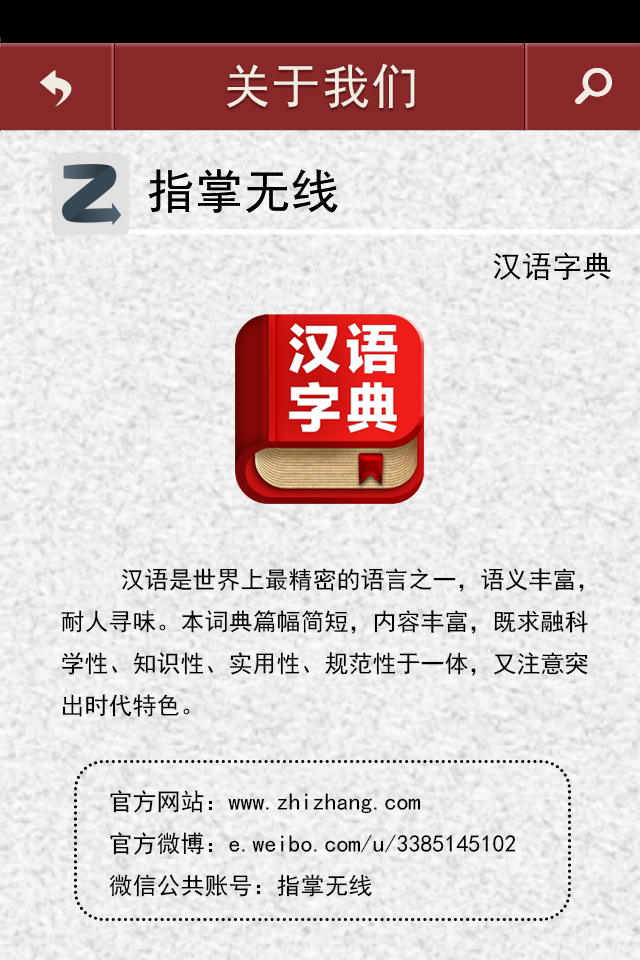 关于我们
指掌无线
汉语字典
汉语
字典
汉语是世界上最精密的语言之一，语义丰富，
耐人寻味。本词典篇幅简短，内容丰富，既求融科
学性、知识性、实用性、规范性于一体，又注意突
出时代特色。
官方网站：www.zhizhang.com
官方微博：e.weibo.com/u/3385145102
微信公共账号：指掌无线